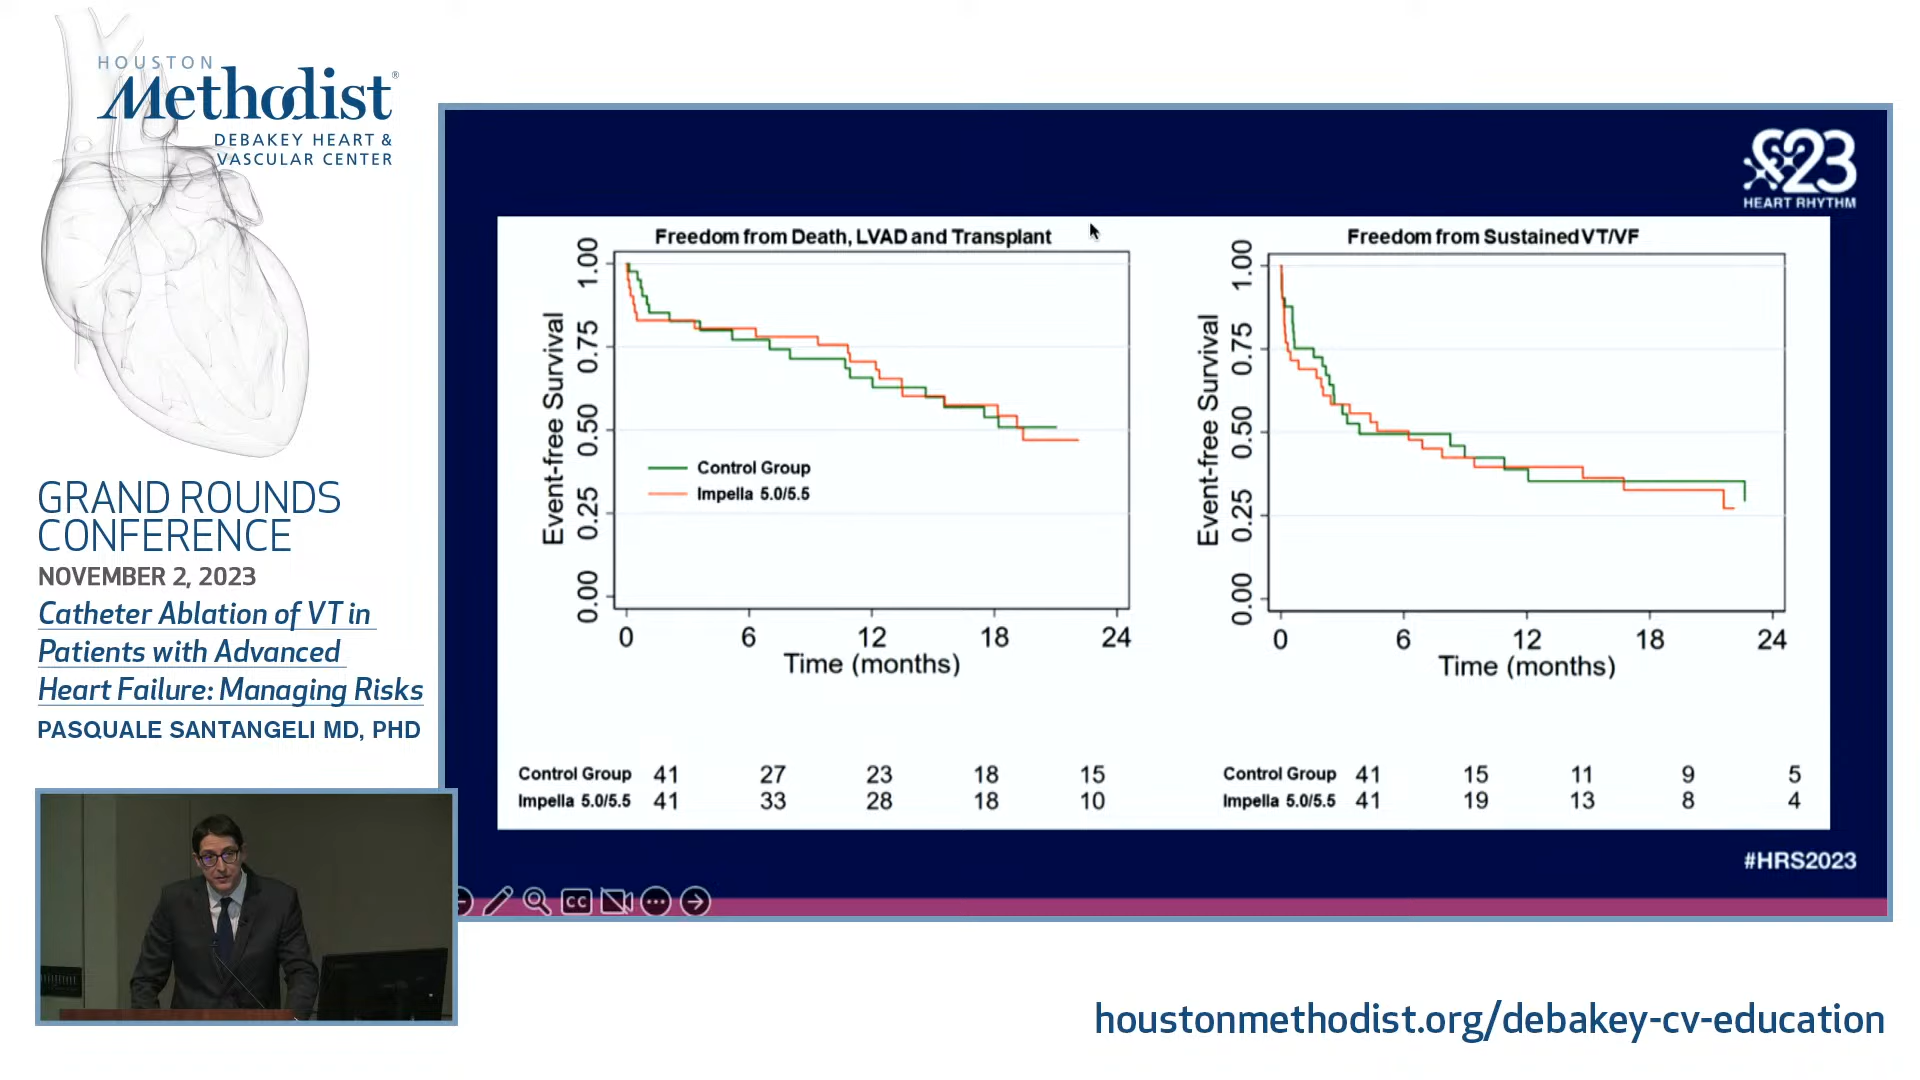 HOUSTON
Methodist®
DEBAKEY HEART &
VASCULAR CENTER
GRAND ROUNDS
CONFERENCE
NOVEMBER 2, 2023
Catheter Ablation of VT in
Patients with Advanced
Heart Failure: Managing Risks
PASQUALE SANTANGELI MD, PHD
23
HEART RHYTHM
Freedom from Death, LVAD and Transplant
Event-free Survival
1.00
0.75
0.50
0.25
0.00
Control Group
Impella 5.0/5.5
0 6 12 18 24
Time (months)
Control Group 41 27 23 18 15
Impella 5.0/5.5 41 33 28 18 10
Freedom from Sustained VT/VF
Event-free Survival
1.00
0.75
0.50
0.25
0.00
0 6 12 18 24
Time (months)
Control Group 41 15 11 9 5
Impella 5.0/5.5 41 19 13 8 4
#HRS2023
CC
houstonmethodist.org/debakey-cv-education